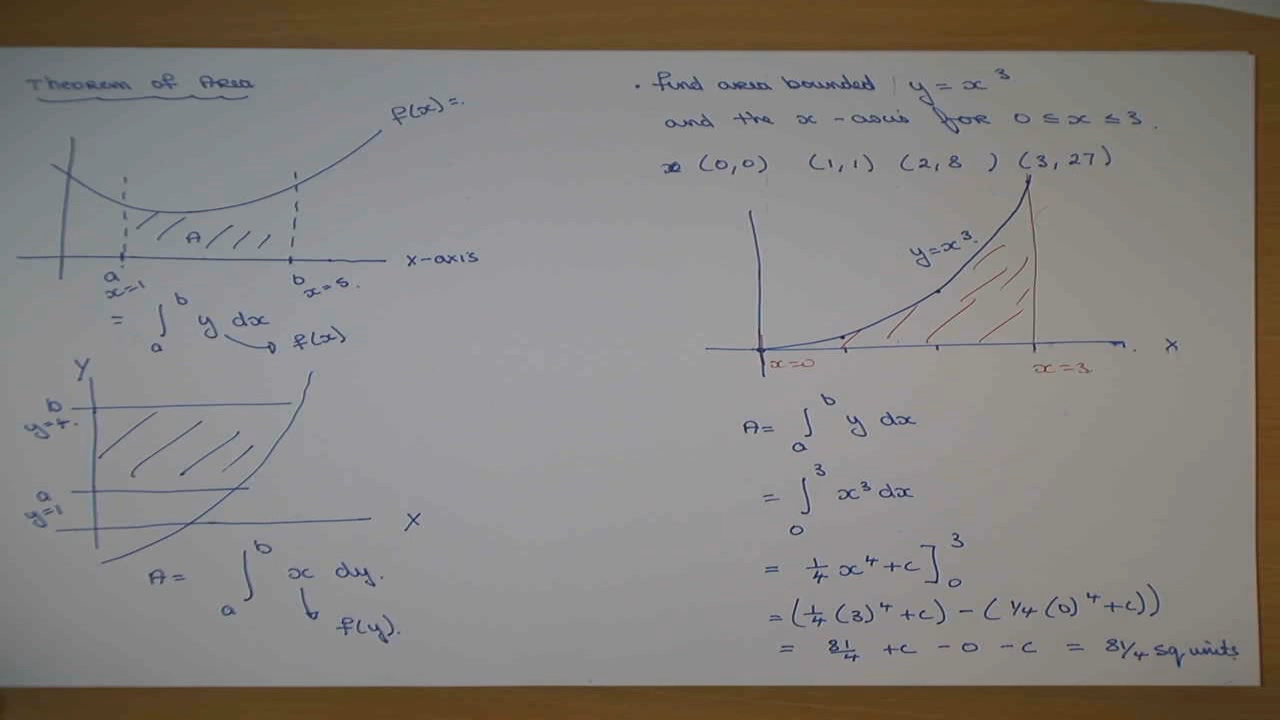 Theorem of Area
f(x)=
A
x-axis
a
x=1
b
x=5.
= ∫ₐᵇ y dx
f(x)
Y
b
y=4.
a
y=1
X
A= ∫ₐᵇ x dy.
f(y).
• find area bounded y = x³
and the x-axis for 0 ≤ x ≤ 3.
(0,0) (1,1) (2,8) (3,27)
y=x³.
x=0
x=3
X
A= ∫ₐᵇ y dx
= ∫₀³ x³ dx
= ¼ x⁴ + c]₀³
= (¼ (3)⁴ + c) - (1/4 (0)⁴ + c))
= 81/4 + c - 0 - c = 81/4 sq units